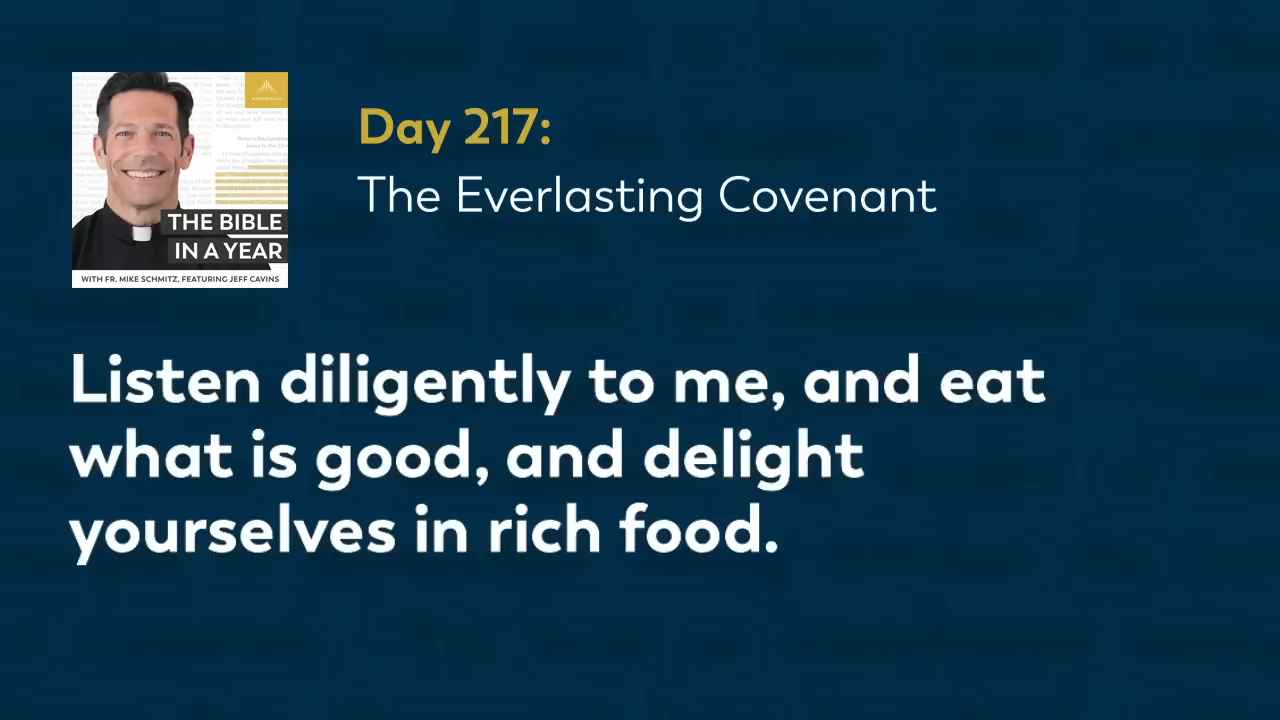 Day 217:
The Everlasting Covenant
THE BIBLE
IN A YEAR
WITH FR. MIKE SCHMITZ, FEATURING JEFF CAVINS
Listen diligently to me, and eat
what is good, and delight
yourselves in rich food.